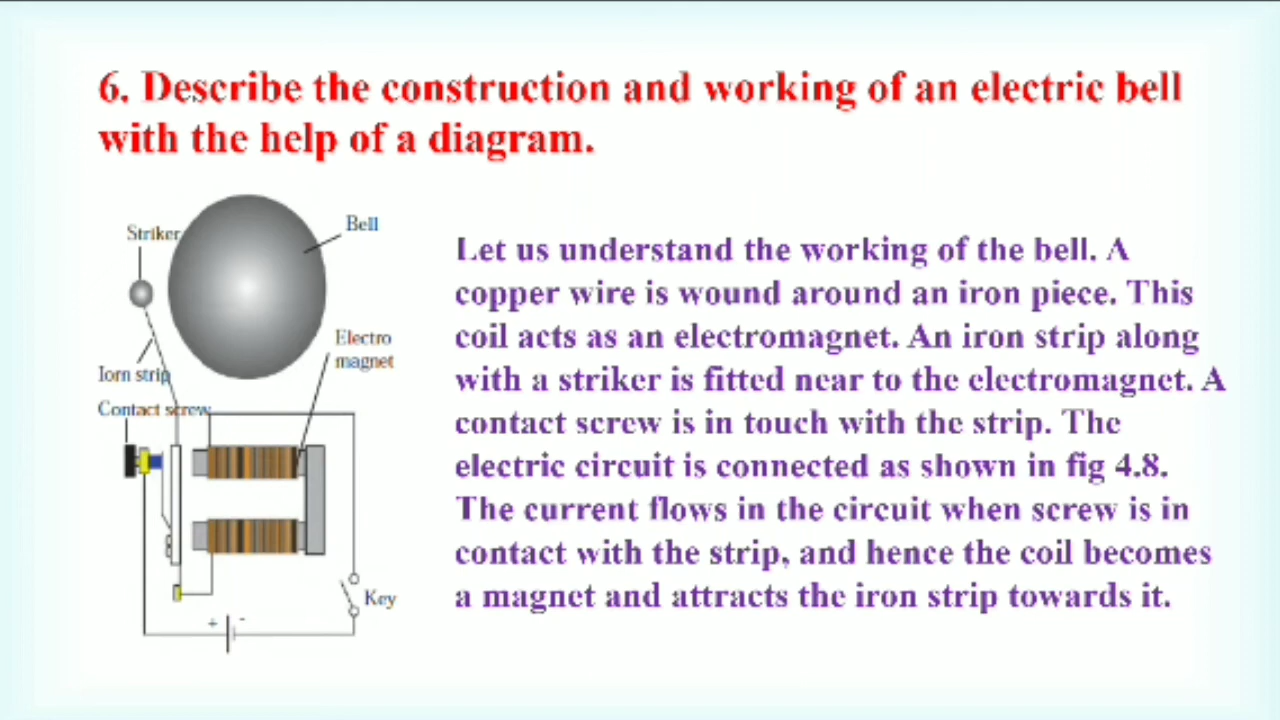 6. Describe the construction and working of an electric bell
with the help of a diagram.
Striker
Bell
Electro
magnet
Iorn strip
Contact screw
Key
+ -
Let us understand the working of the bell. A
copper wire is wound around an iron piece. This
coil acts as an electromagnet. An iron strip along
with a striker is fitted near to the electromagnet. A
contact screw is in touch with the strip. The
electric circuit is connected as shown in fig 4.8.
The current flows in the circuit when screw is in
contact with the strip, and hence the coil becomes
a magnet and attracts the iron strip towards it.